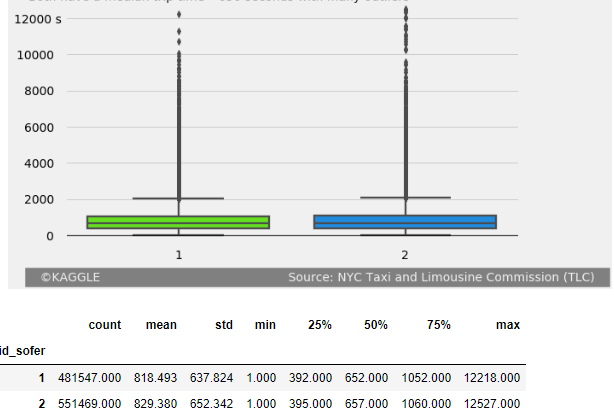 12000 s
10000
8000
6000
4000
2000
0
1 2
©KAGGLE Source: NYC Taxi and Limousine Commission (TLC)
count mean std min 25% 50% 75% max
id_sofer
1 481547.000 818.493 637.824 1.000 392.000 652.000 1052.000 12218.000
2 551469.000 829.380 652.342 1.000 395.000 657.000 1060.000 12527.000